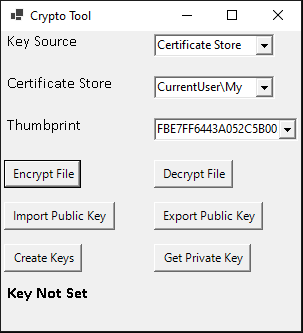 Crypto Tool
Key Source Certificate Store
Certificate Store CurrentUser\My
Thumbprint FBE7FF6443A052C5B00
Encrypt File Decrypt File
Import Public Key Export Public Key
Create Keys Get Private Key
Key Not Set